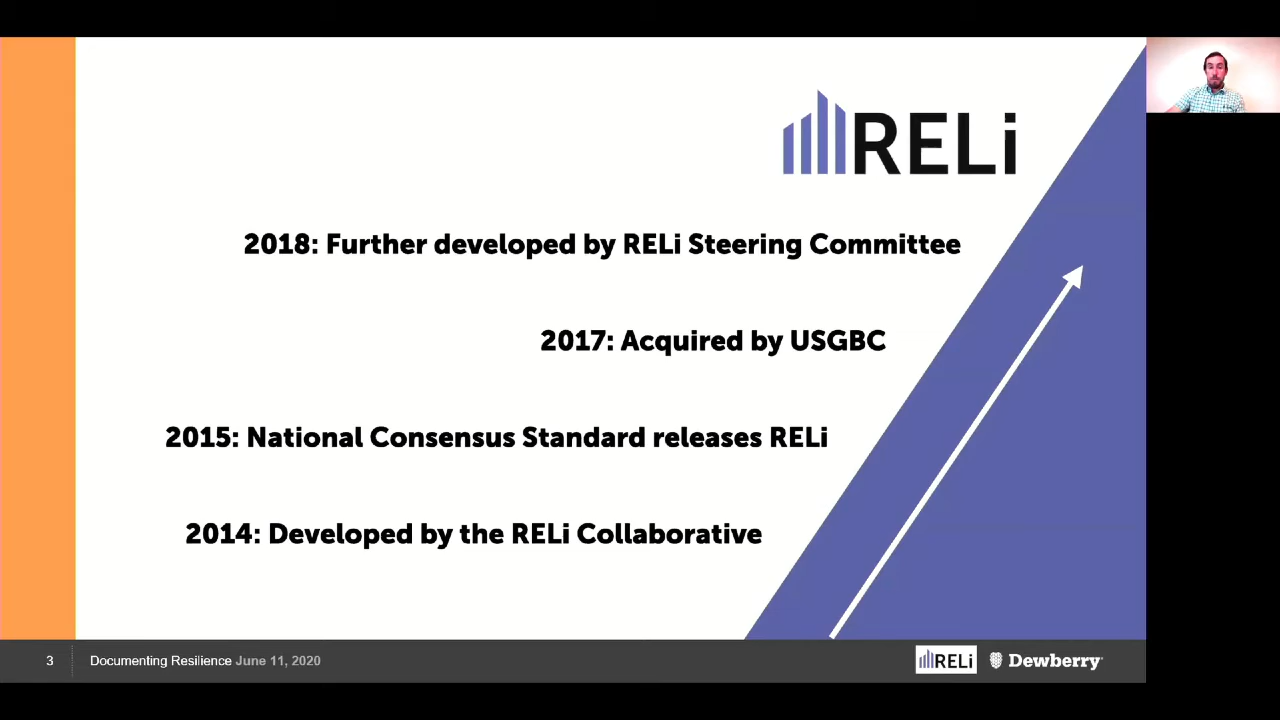 RELi
2018: Further developed by RELi Steering Committee
2017: Acquired by USGBC
2015: National Consensus Standard releases RELi
2014: Developed by the RELi Collaborative
3 Documenting Resilience June 11, 2020 RELi Dewberry